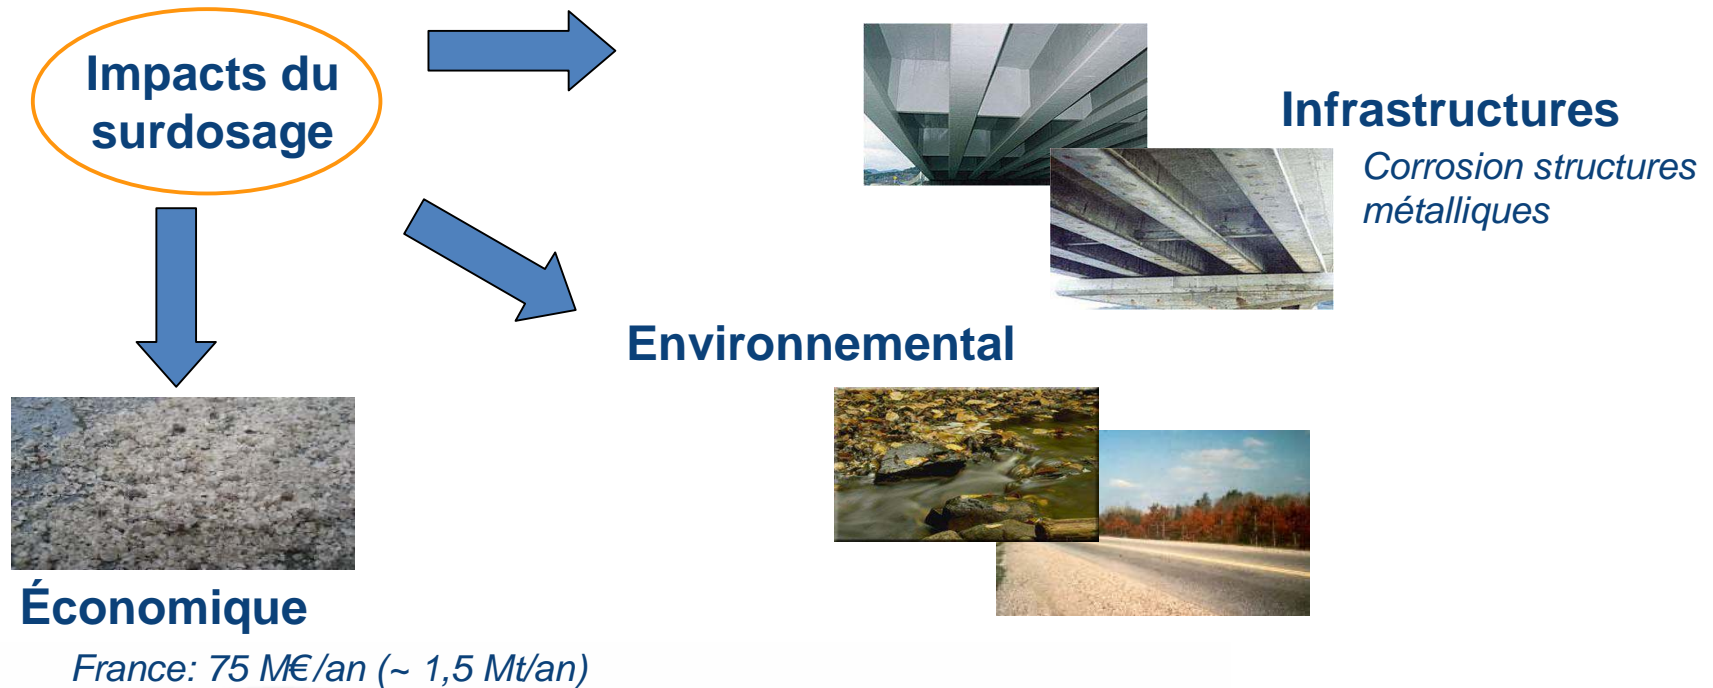 Impacts du
surdosage
Infrastructures
Corrosion structures
métalliques
Environnemental
Économique
France: 75 M€/an (~ 1,5 Mt/an)